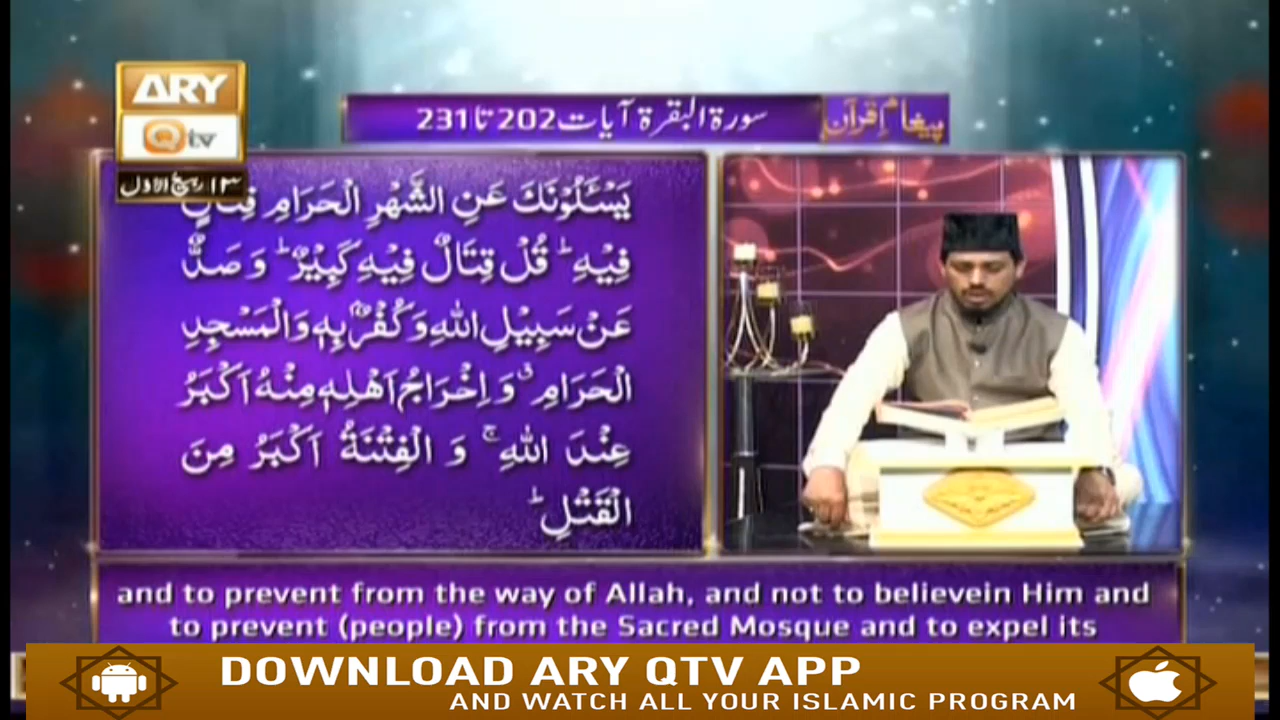 ARY
Qtv
۱۳ ربیع الاول
پیغام قرآن
سورۃ البقرۃ آیات 202 تا 231
يَسْـَٔلُوْنَكَ عَنِ الشَّهْرِ الْحَرَامِ قِتَالٍ
فِيْهِ ؕ قُلْ قِتَالٌ فِيْهِ كَبِيْرٌ ؕ وَ صَدٌّ
عَنْ سَبِيْلِ اللّٰهِ وَ كُفْرٌۢ بِهٖ وَ الْمَسْجِدِ
الْحَرَامِ ۗ وَ اِخْرَاجُ اَهْلِهٖ مِنْهُ اَكْبَرُ
عِنْدَ اللّٰهِ ۚ وَ الْفِتْنَةُ اَكْبَرُ مِنَ
الْقَتْلِ ؕ
and to prevent from the way of Allah, and not to believein Him and
to prevent (people) from the Sacred Mosque and to expel its
DOWNLOAD ARY QTV APP
AND WATCH ALL YOUR ISLAMIC PROGRAM